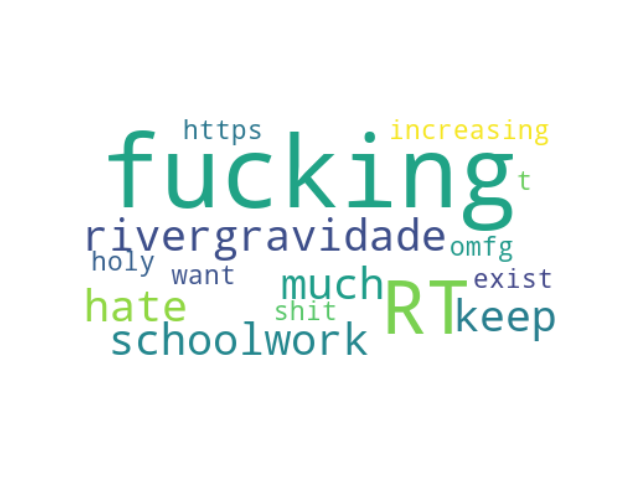 https increasing
fucking t
rivergravidade omfg
holy want much exist
hate shit RT keep
schoolwork